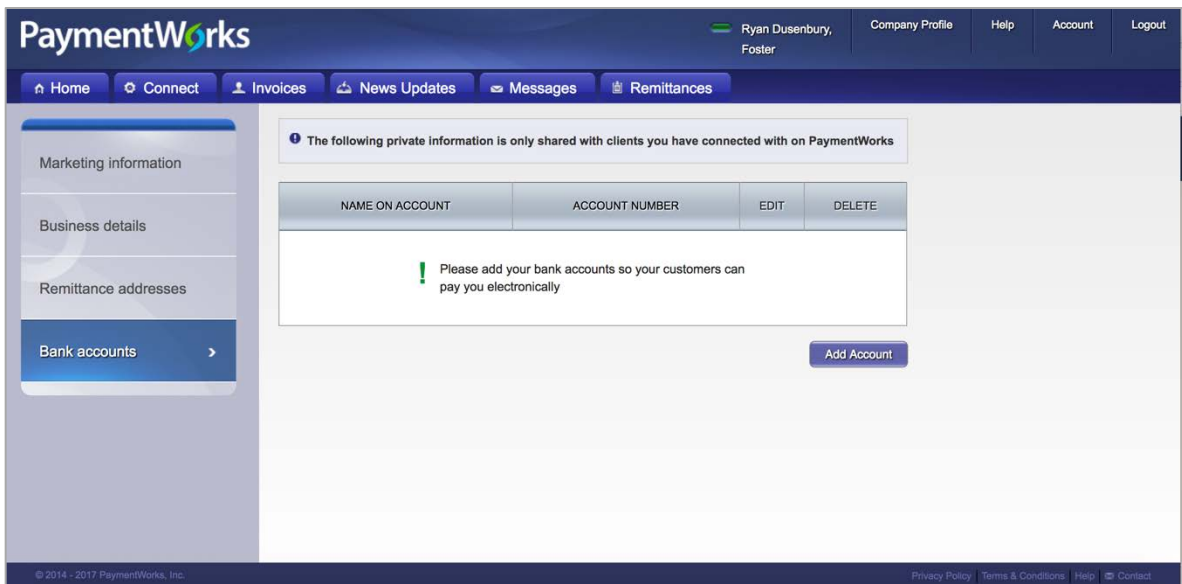 PaymentWorks
Ryan Dusenbury,
Foster
Company Profile
Help
Account
Logout
Home
Connect
Invoices
News Updates
Messages
Remittances
Marketing information
Business details
Remittance addresses
Bank accounts
The following private information is only shared with clients you have connected with on PaymentWorks
NAME ON ACCOUNT
ACCOUNT NUMBER
EDIT
DELETE
Please add your bank accounts so your customers can
pay you electronically
Add Account
© 2014 - 2017 PaymentWorks, Inc.
Privacy Policy
Terms & Conditions
Help
Contact